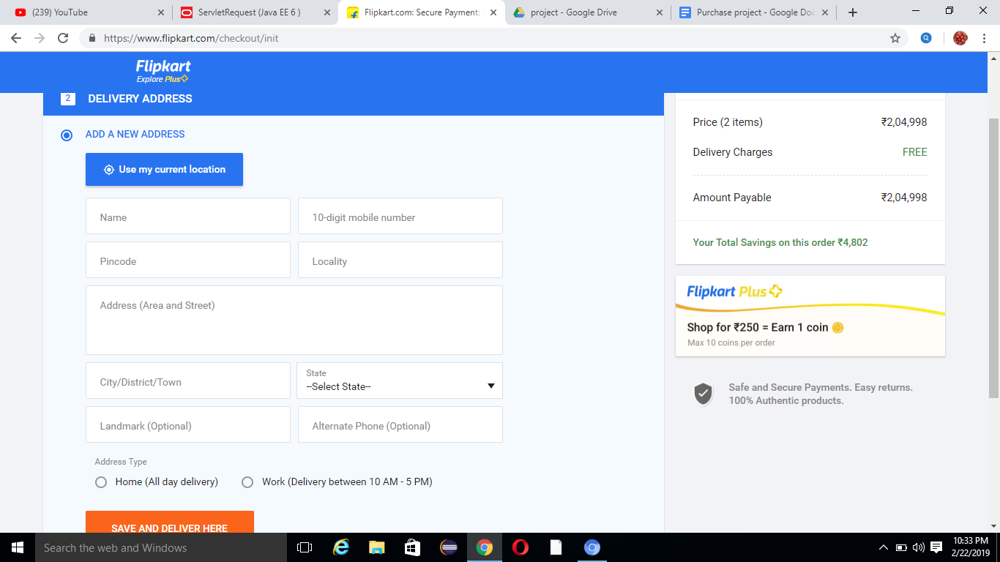 (239) YouTube
ServletRequest (Java EE 6 )
Flipkart.com: Secure Payment:
project - Google Drive
Purchase project - Google Doc
https://www.flipkart.com/checkout/init
Flipkart
Explore Plus
2 DELIVERY ADDRESS
ADD A NEW ADDRESS
Use my current location
Name
10-digit mobile number
Pincode
Locality
Address (Area and Street)
City/District/Town
State
--Select State--
Landmark (Optional)
Alternate Phone (Optional)
Address Type
Home (All day delivery)
Work (Delivery between 10 AM - 5 PM)
SAVE AND DELIVER HERE
Price (2 items) ₹2,04,998
Delivery Charges FREE
Amount Payable ₹2,04,998
Your Total Savings on this order ₹4,802
Flipkart Plus
Shop for ₹250 = Earn 1 coin
Max 10 coins per order
Safe and Secure Payments. Easy returns.
100% Authentic products.
Search the web and Windows
10:33 PM
2/22/2019